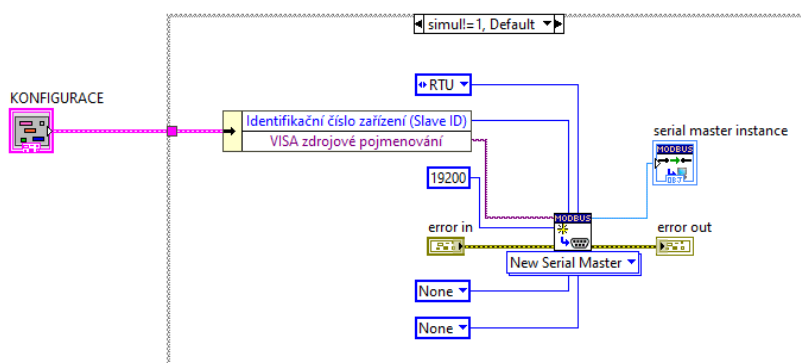 simul!=1, Default
RTU
KONFIGURACE
Identifikační číslo zařízení (Slave ID)
VISA zdrojové pojmenování
serial master instance
MODBUS
OBJ
19200
MODBUS
error in
error out
New Serial Master
None
None